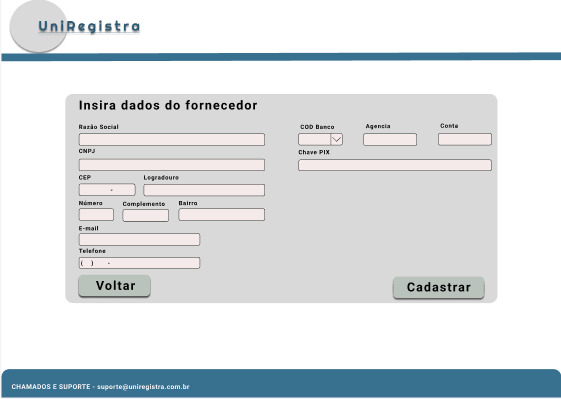 UniRegistra
Insira dados do fornecedor
Razão Social
COD Banco
Agencia
Conta
CNPJ
Chave PIX
CEP
Logradouro
-
Número
Complemento
Bairro
E-mail
Telefone
( ) -
Voltar
Cadastrar
CHAMADOS E SUPORTE - suporte@uniregistra.com.br